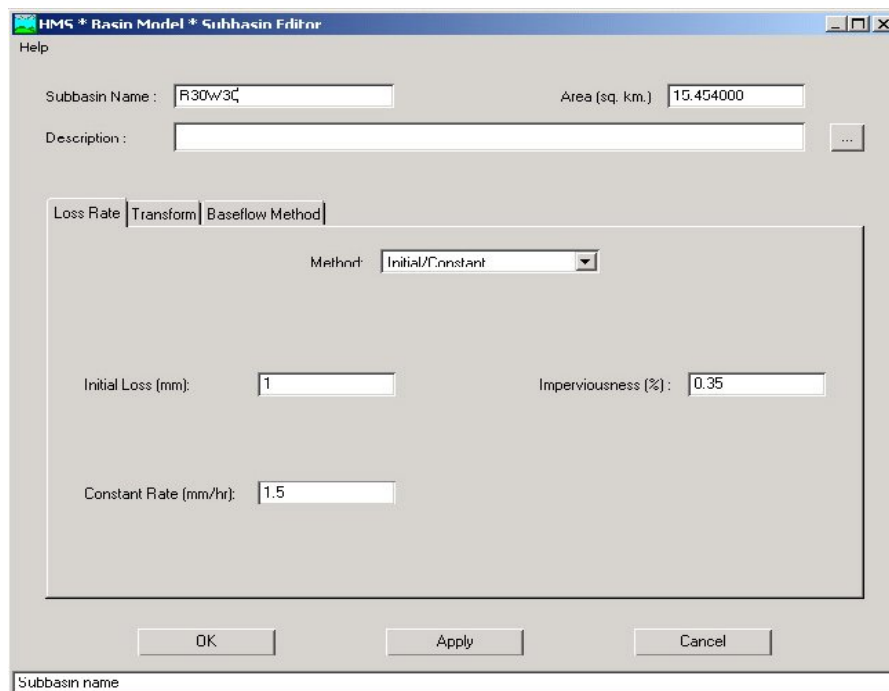 HMS * Basin Model * Subbasin Editor
Help
Subbasin Name : R30W30 Area (sq. km.) 15.454000
Description : ...
Loss Rate Transform Baseflow Method
Method: Initial/Constant
Initial Loss (mm): 1 Imperviousness (%) : 0.35
Constant Rate (mm/hr): 1.5
OK Apply Cancel
Subbasin name